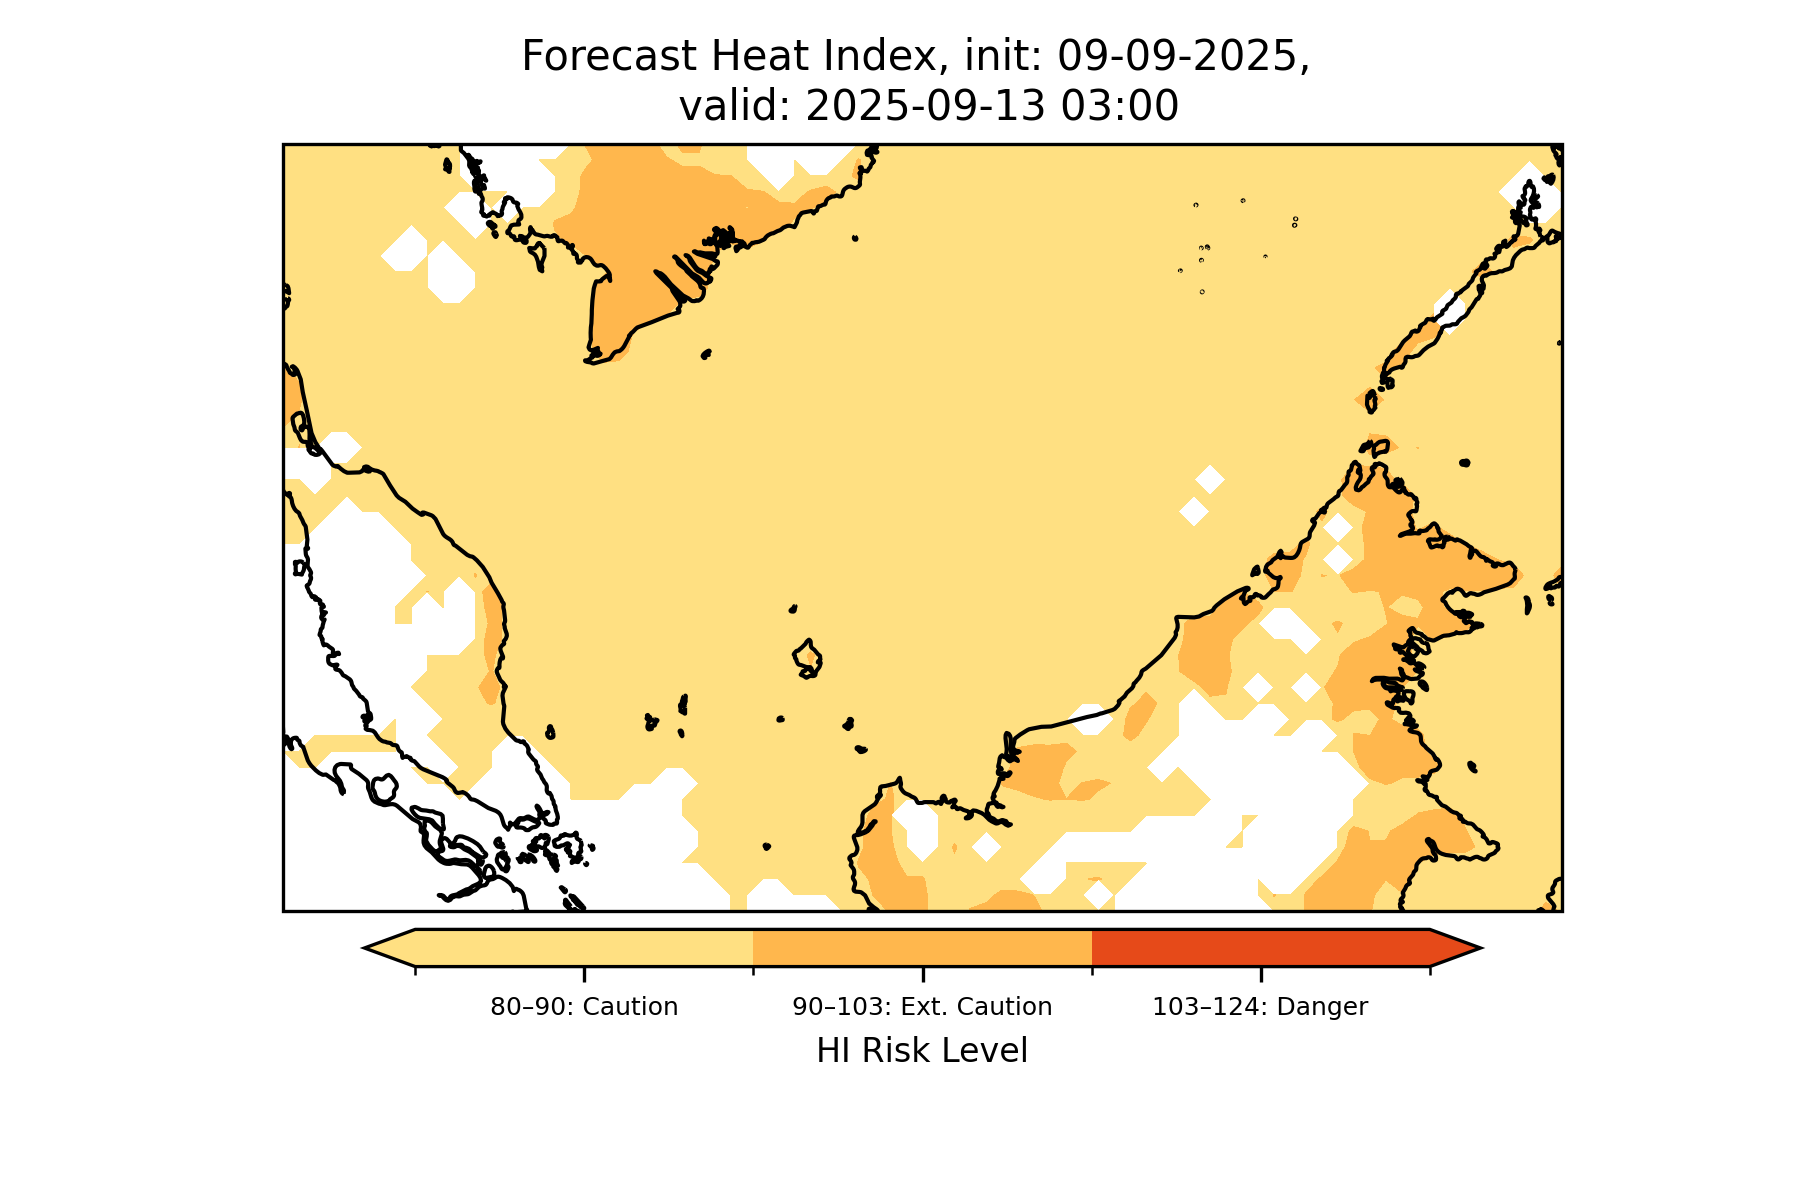 Forecast Heat Index, init: 09-09-2025,
valid: 2025-09-13 03:00
80–90: Caution
90–103: Ext. Caution
103–124: Danger
HI Risk Level